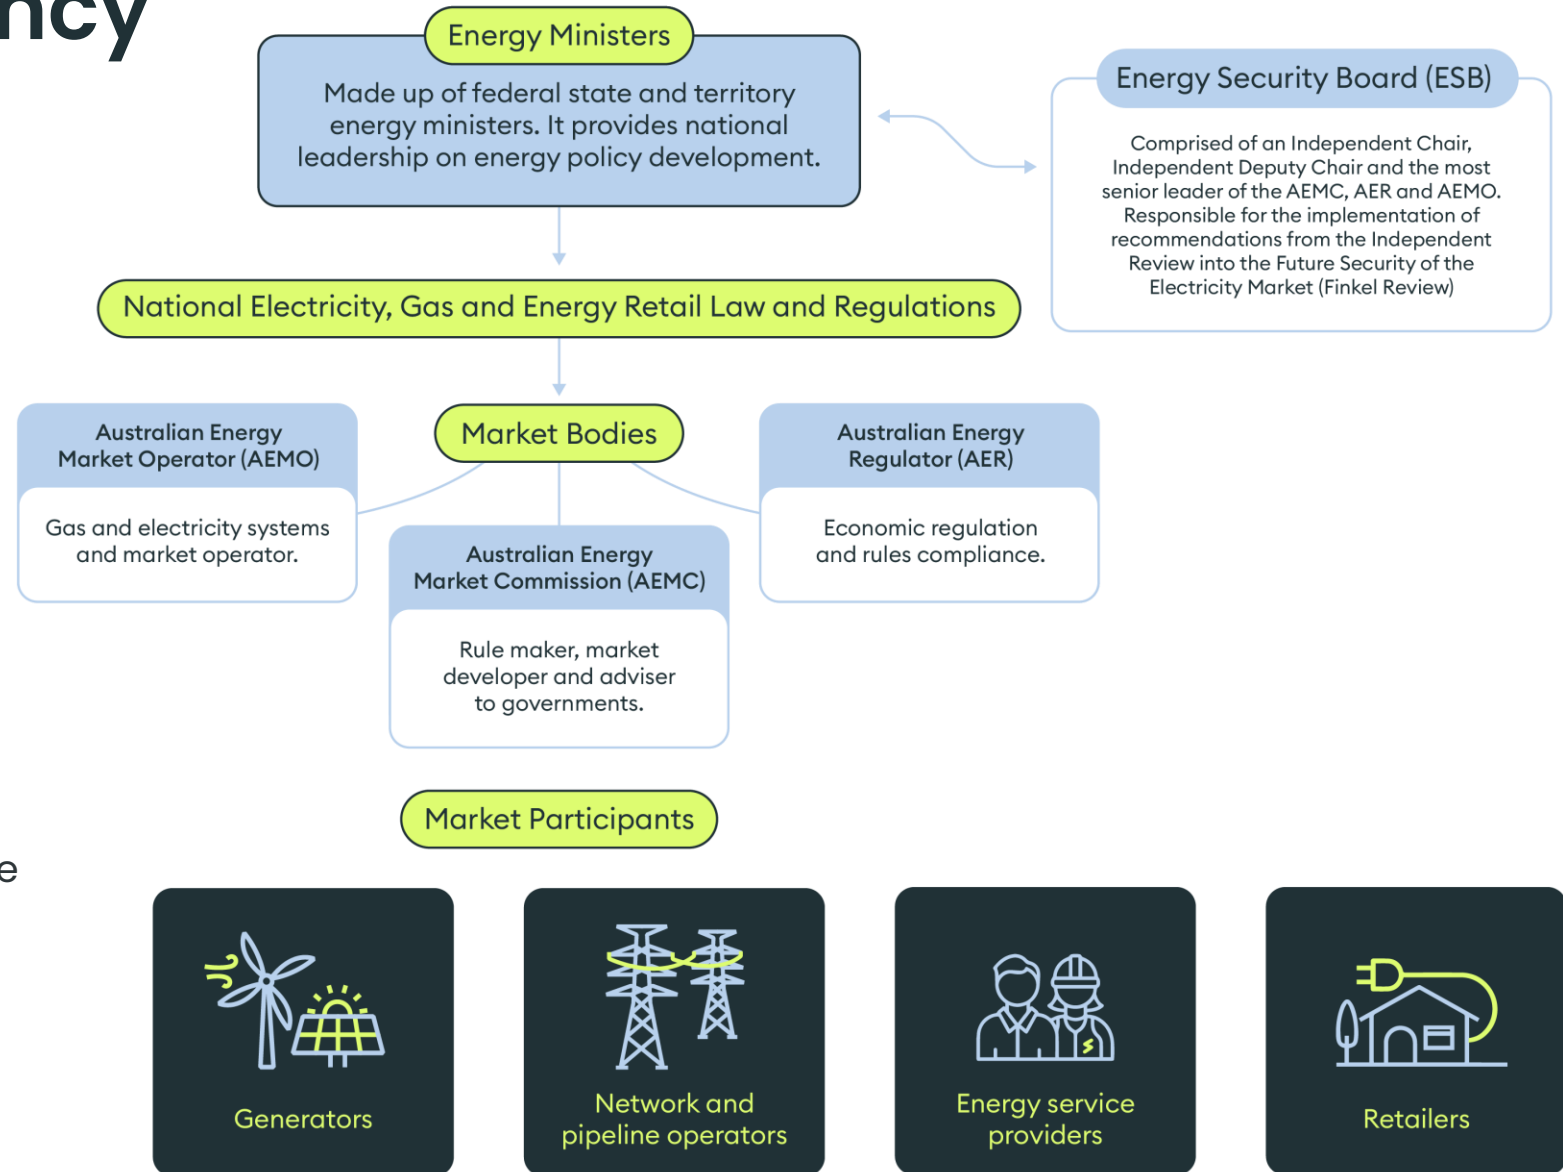 ncy
Energy Ministers
Made up of federal state and territory
energy ministers. It provides national
leadership on energy policy development.
Energy Security Board (ESB)
Comprised of an Independent Chair,
Independent Deputy Chair and the most
senior leader of the AEMC, AER and AEMO.
Responsible for the implementation of
recommendations from the Independent
Review into the Future Security of the
Electricity Market (Finkel Review)
National Electricity, Gas and Energy Retail Law and Regulations
Market Bodies
Australian Energy
Market Operator (AEMO)
Gas and electricity systems
and market operator.
Australian Energy
Market Commission (AEMC)
Rule maker, market
developer and adviser
to governments.
Australian Energy
Regulator (AER)
Economic regulation
and rules compliance.
Market Participants
e
Generators
Network and
pipeline operators
Energy service
providers
Retailers